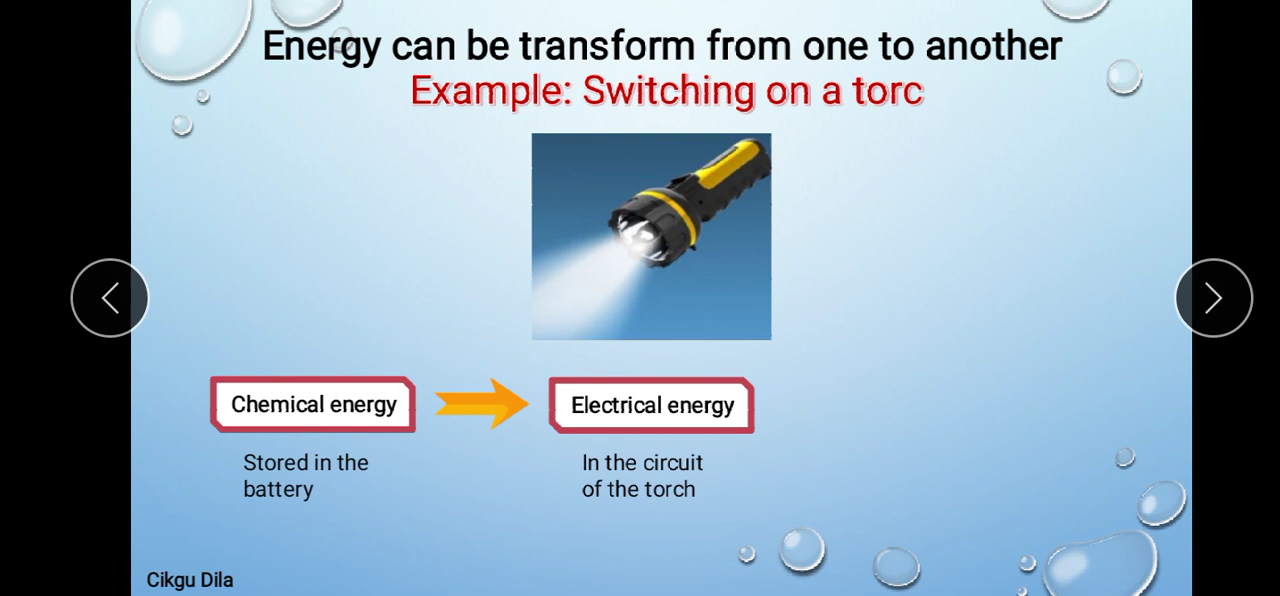 Energy can be transform from one to another
Example: Switching on a torc
Chemical energy
Electrical energy
Stored in the
battery
In the circuit
of the torch
Cikgu Dila